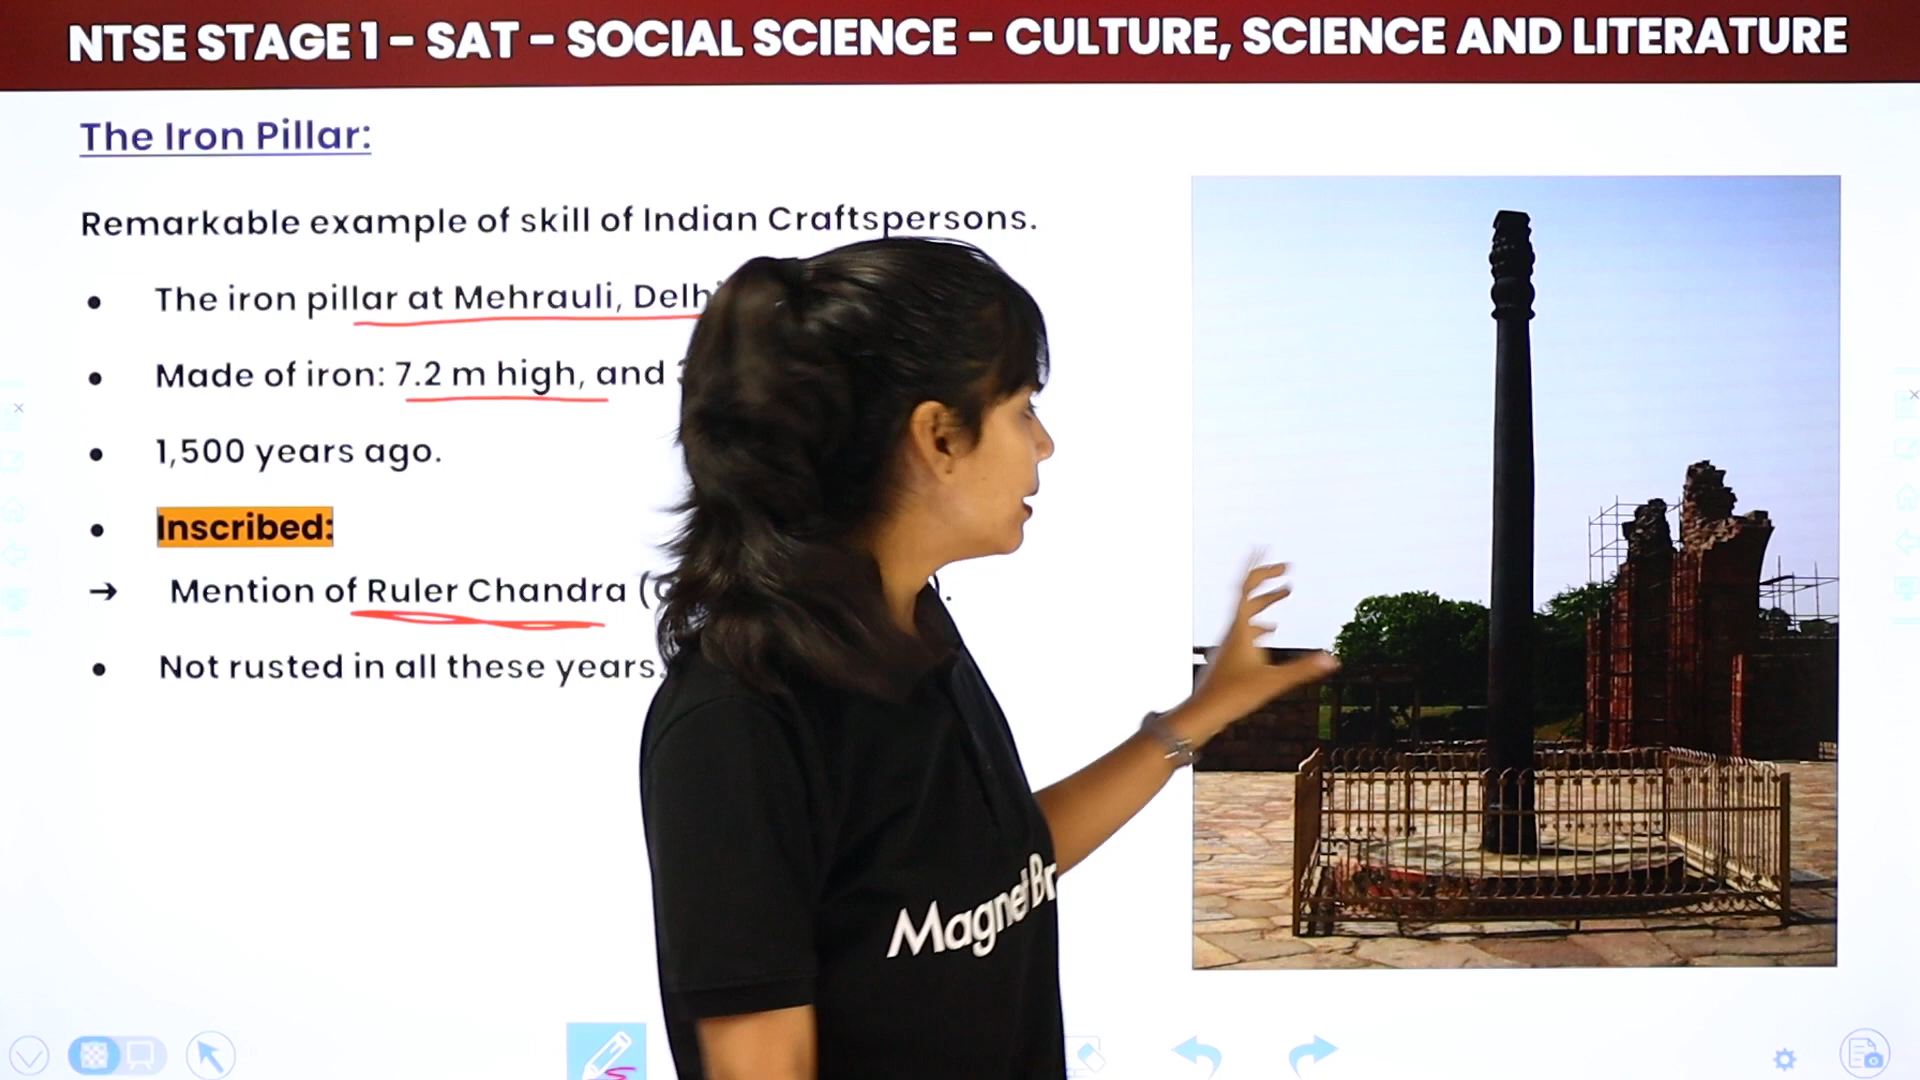 NTSE STAGE 1 - SAT - SOCIAL SCIENCE - CULTURE, SCIENCE AND LITERATURE
The Iron Pillar:
Remarkable example of skill of Indian Craftspersons.
• The iron pillar at Mehrauli, Delh
• Made of iron: 7.2 m high, and
• 1,500 years ago.
• Inscribed:
➔ Mention of Ruler Chandra (
• Not rusted in all these years.
Magnet Br